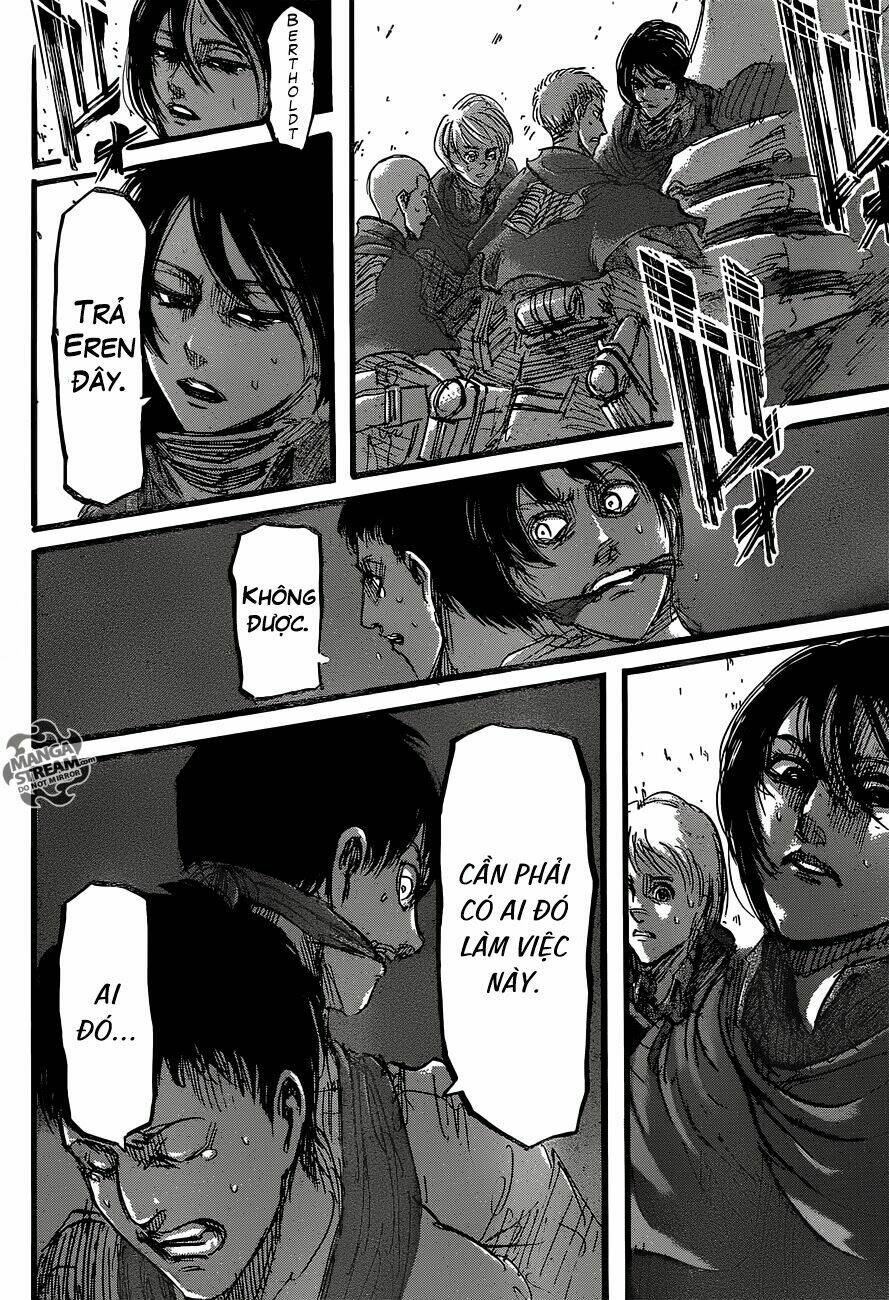 BERTHOLDT
TRẢ
EREN
ĐÂY.
KHÔNG
ĐƯỢC.
CẦN PHẢI
CÓ AI ĐÓ
LÀM VIỆC
NÀY.
AI
ĐÓ...
MANGA
STREAM.com
DO NOT MIRROR